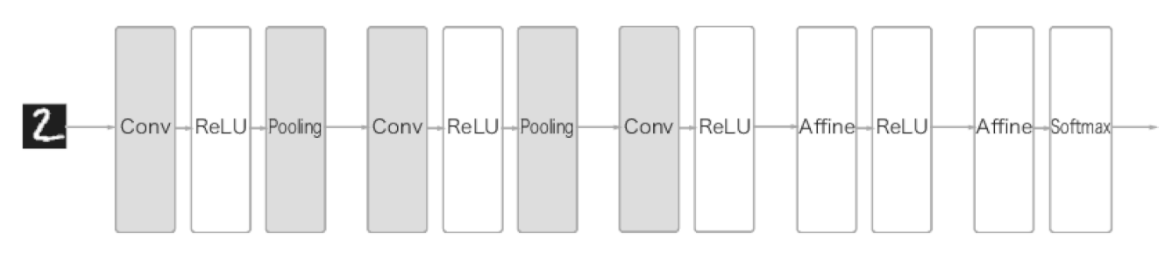 2 Conv ReLU Pooling Conv ReLU Pooling Conv ReLU Affine ReLU Affine Softmax